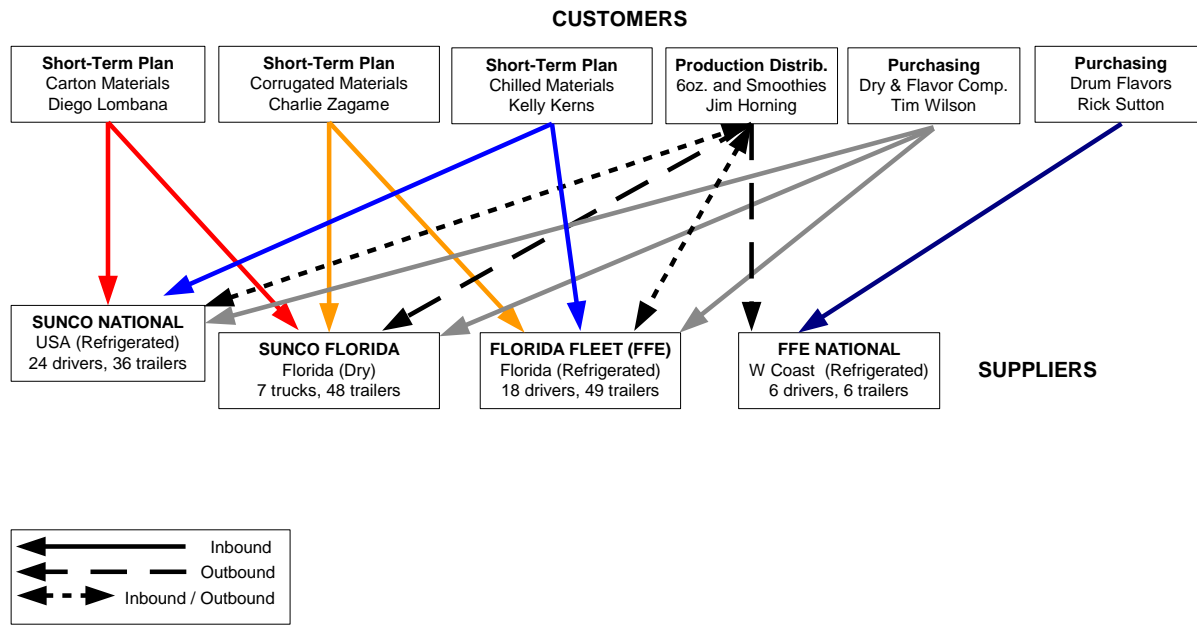 CUSTOMERS
Short-Term Plan
Carton Materials
Diego Lombana
Short-Term Plan
Corrugated Materials
Charlie Zagame
Short-Term Plan
Chilled Materials
Kelly Kerns
Production Distrib.
6oz. and Smoothies
Jim Horning
Purchasing
Dry & Flavor Comp.
Tim Wilson
Purchasing
Drum Flavors
Rick Sutton
SUNCO NATIONAL
USA (Refrigerated)
24 drivers, 36 trailers
SUNCO FLORIDA
Florida (Dry)
7 trucks, 48 trailers
FLORIDA FLEET (FFE)
Florida (Refrigerated)
18 drivers, 49 trailers
FFE NATIONAL
W Coast (Refrigerated)
6 drivers, 6 trailers
SUPPLIERS
Inbound
Outbound
Inbound / Outbound